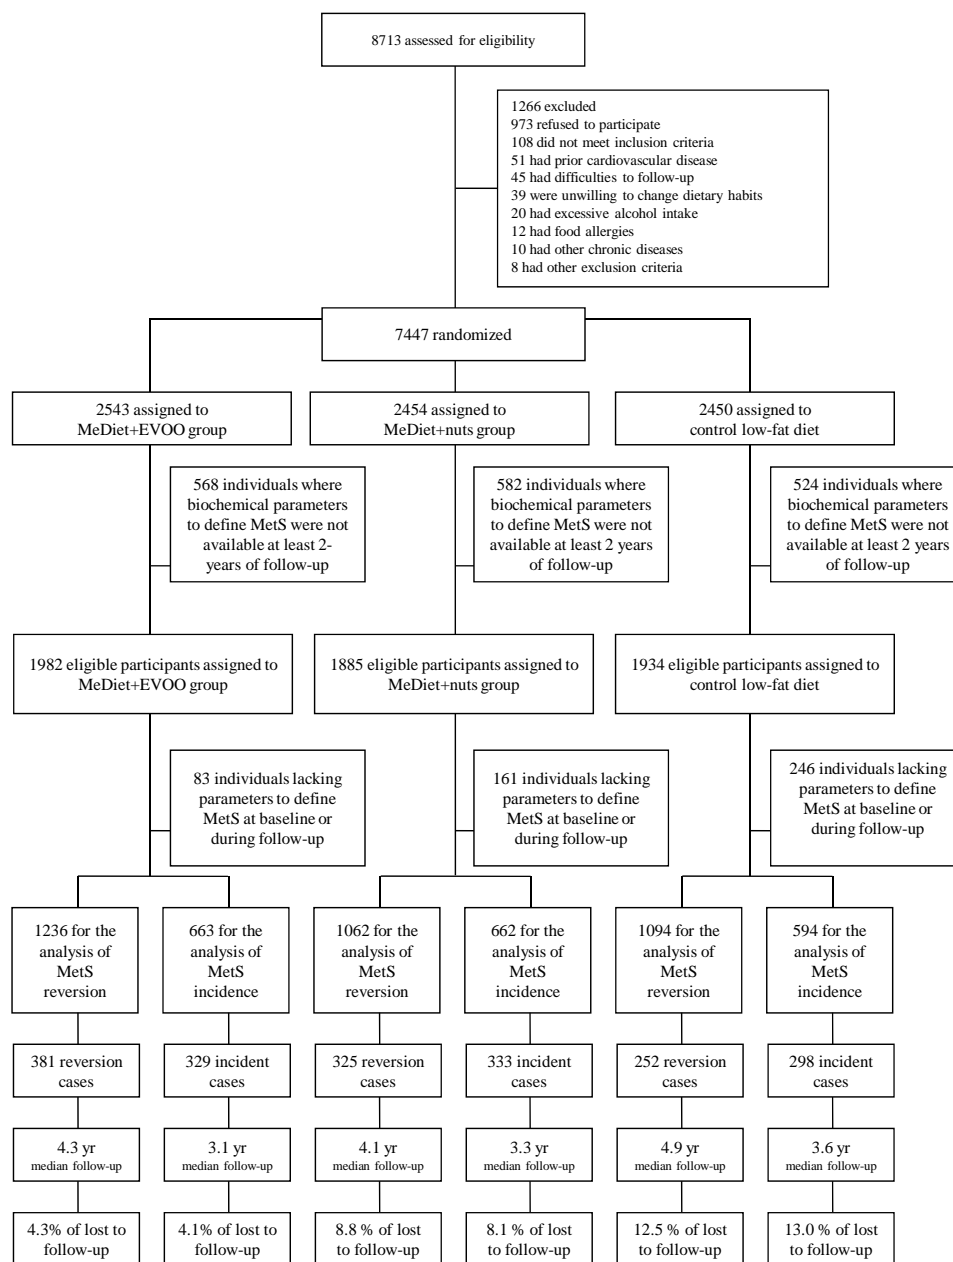 8713 assessed for eligibility
1266 excluded
973 refused to participate
108 did not meet inclusion criteria
51 had prior cardiovascular disease
45 had difficulties to follow-up
39 were unwilling to change dietary habits
20 had excessive alcohol intake
12 had food allergies
10 had other chronic diseases
8 had other exclusion criteria
7447 randomized
2543 assigned to
MeDiet+EVOO group
2454 assigned to
MeDiet+nuts group
2450 assigned to
control low-fat diet
568 individuals where
biochemical parameters
to define MetS were not
available at least 2-
years of follow-up
582 individuals where
biochemical parameters
to define MetS were not
available at least 2 years
of follow-up
524 individuals where
biochemical parameters
to define MetS were not
available at least 2 years
of follow-up
1982 eligible participants assigned to
MeDiet+EVOO group
1885 eligible participants assigned to
MeDiet+nuts group
1934 eligible participants assigned to
control low-fat diet
83 individuals lacking
parameters to define
MetS at baseline or
during follow-up
161 individuals lacking
parameters to define
MetS at baseline or
during follow-up
246 individuals lacking
parameters to define
MetS at baseline or
during follow-up
1236 for the
analysis of
MetS
reversion
663 for the
analysis of
MetS
incidence
1062 for the
analysis of
MetS
reversion
662 for the
analysis of
MetS
incidence
1094 for the
analysis of
MetS
reversion
594 for the
analysis of
MetS
incidence
381 reversion
cases
329 incident
cases
325 reversion
cases
333 incident
cases
252 reversion
cases
298 incident
cases
4.3 yr
median follow-up
3.1 yr
median follow-up
4.1 yr
median follow-up
3.3 yr
median follow-up
4.9 yr
median follow-up
3.6 yr
median follow-up
4.3% of lost to
follow-up
4.1% of lost to
follow-up
8.8 % of lost
to follow-up
8.1 % of lost
to follow-up
12.5 % of lost
to follow-up
13.0 % of lost
to follow-up